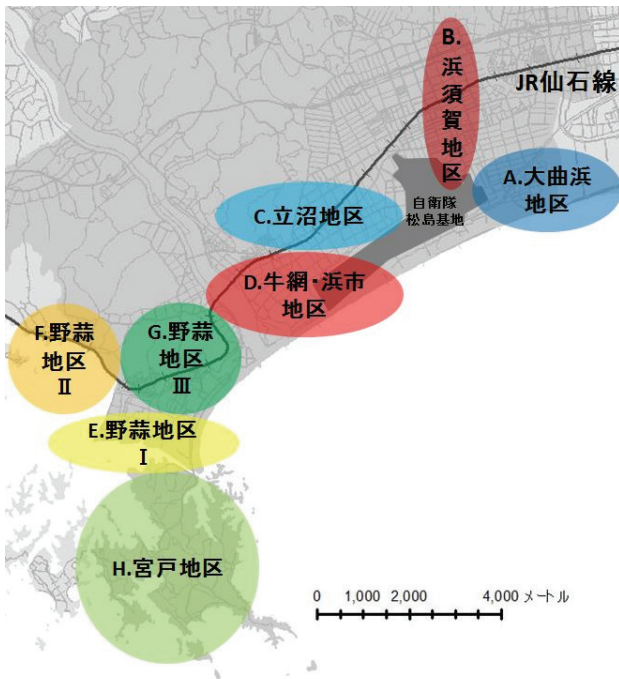 B.
浜
須
賀
地
区
JR仙石線
A.大曲浜
地区
自衛隊
松島基地
C.立沼地区
D.牛網・浜市
地区
F.野蒜
地区
Ⅱ
G.野蒜
地区
Ⅲ
E.野蒜地区
Ⅰ
H.宮戸地区
0 1,000 2,000 4,000 メートル